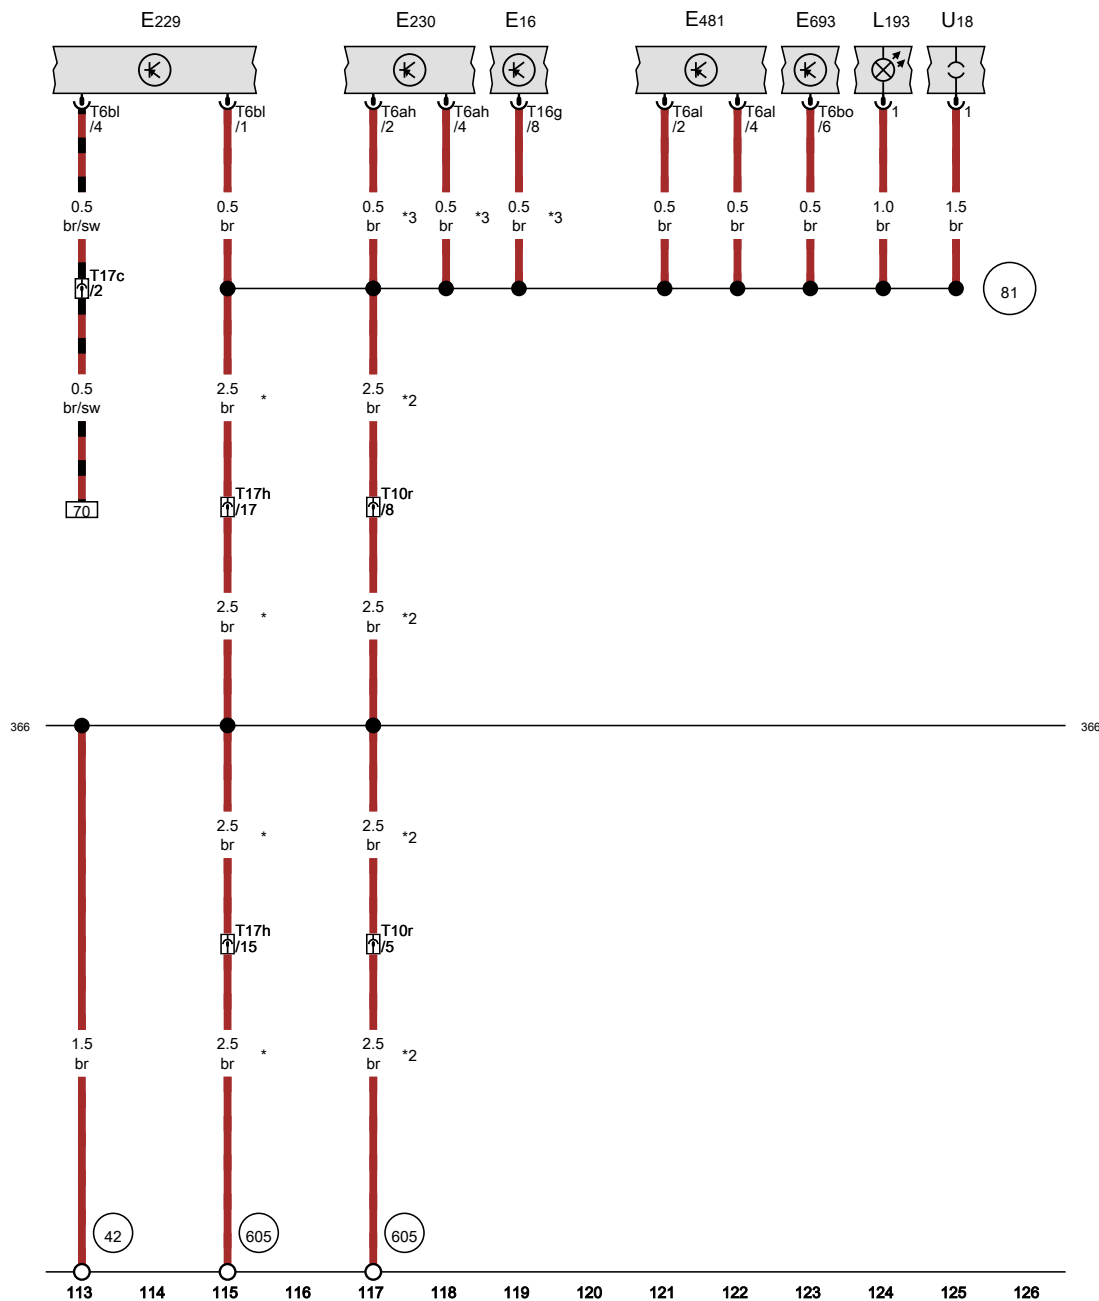 E229 E230 E16 E481 E693 L193 U18
T6bl T6bl T6ah T6ah T16g T6al T6al T6bo 1 1
/4 /1 /2 /4 /8 /2 /4 /6
0.5 0.5 0.5 *3 0.5 *3 0.5 *3 0.5 0.5 0.5 1.0 1.5
br/sw br br br br br br br br br
T17c
/2
81
0.5 2.5 * 2.5 *2
br/sw br br
T17h T10r
/17 /8
70
2.5 * 2.5 *2
br br
366 366
2.5 * 2.5 *2
br br
T17h T10r
/15 /5
1.5 2.5 * 2.5 *2
br br br
42 605 605
113 114 115 116 117 118 119 120 121 122 123 124 125 126